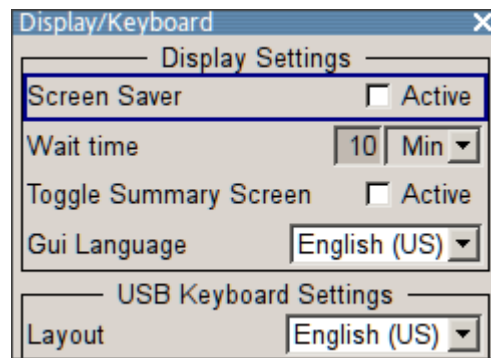 Display/Keyboard
Display Settings
Screen Saver Active
Wait time 10 Min
Toggle Summary Screen Active
Gui Language English (US)
USB Keyboard Settings
Layout English (US)